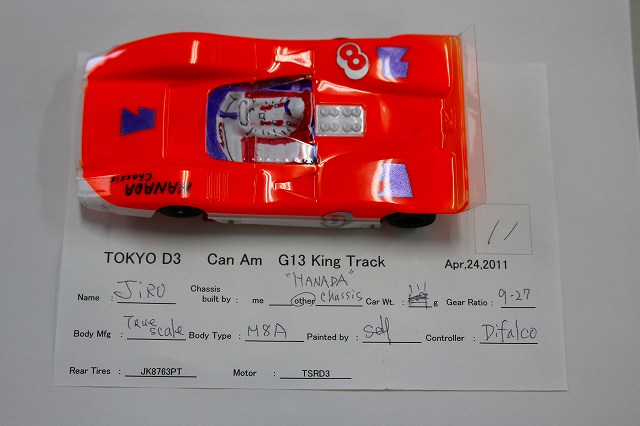 8
HANADA
Chassis
11
TOKYO D3 Can Am G13 King Track Apr,24,2011
"HANADA"
Name : JIRO Chassis built by : me other chassis Car Wt. : g Gear Ratio : 9-27
Body Mfg : True scale Body Type : M8A Painted by : self Controller : Difalco
Rear Tires : JK8763PT Motor : TSRD3